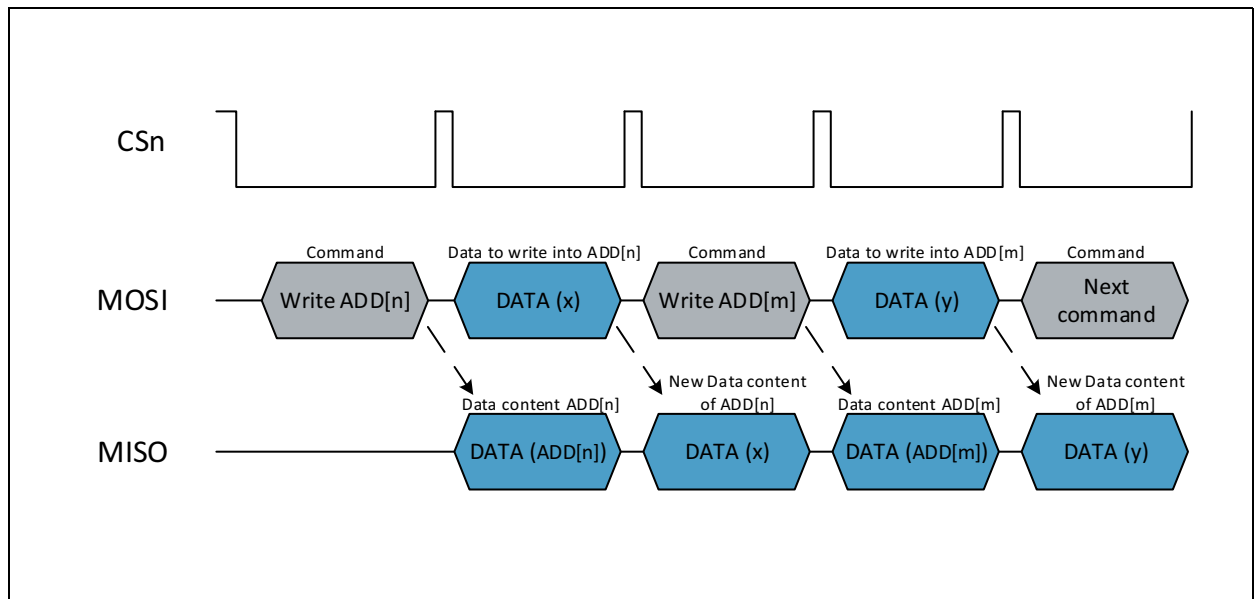 CSn
Command
Data to write into ADD[n]
Command
Data to write into ADD[m]
Command
MOSI
Write ADD[n]
DATA (x)
Write ADD[m]
DATA (y)
Next
command
Data content ADD[n]
New Data content
of ADD[n]
Data content ADD[m]
New Data content
of ADD[m]
MISO
DATA (ADD[n])
DATA (x)
DATA (ADD[m])
DATA (y)